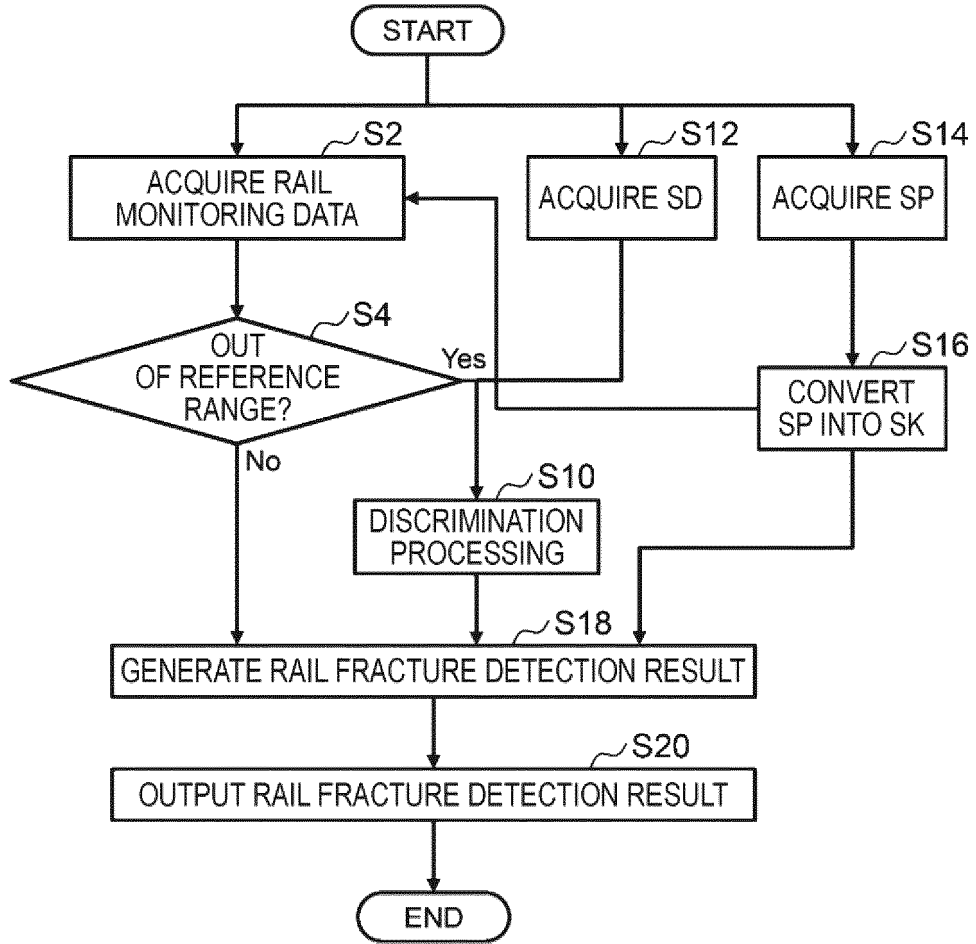 START
S2
S12
S14
ACQUIRE RAIL
MONITORING DATA
ACQUIRE SD
ACQUIRE SP
S4
OUT
OF REFERENCE
RANGE?
Yes
No
S16
CONVERT
SP INTO SK
S10
DISCRIMINATION
PROCESSING
S18
GENERATE RAIL FRACTURE DETECTION RESULT
S20
OUTPUT RAIL FRACTURE DETECTION RESULT
END